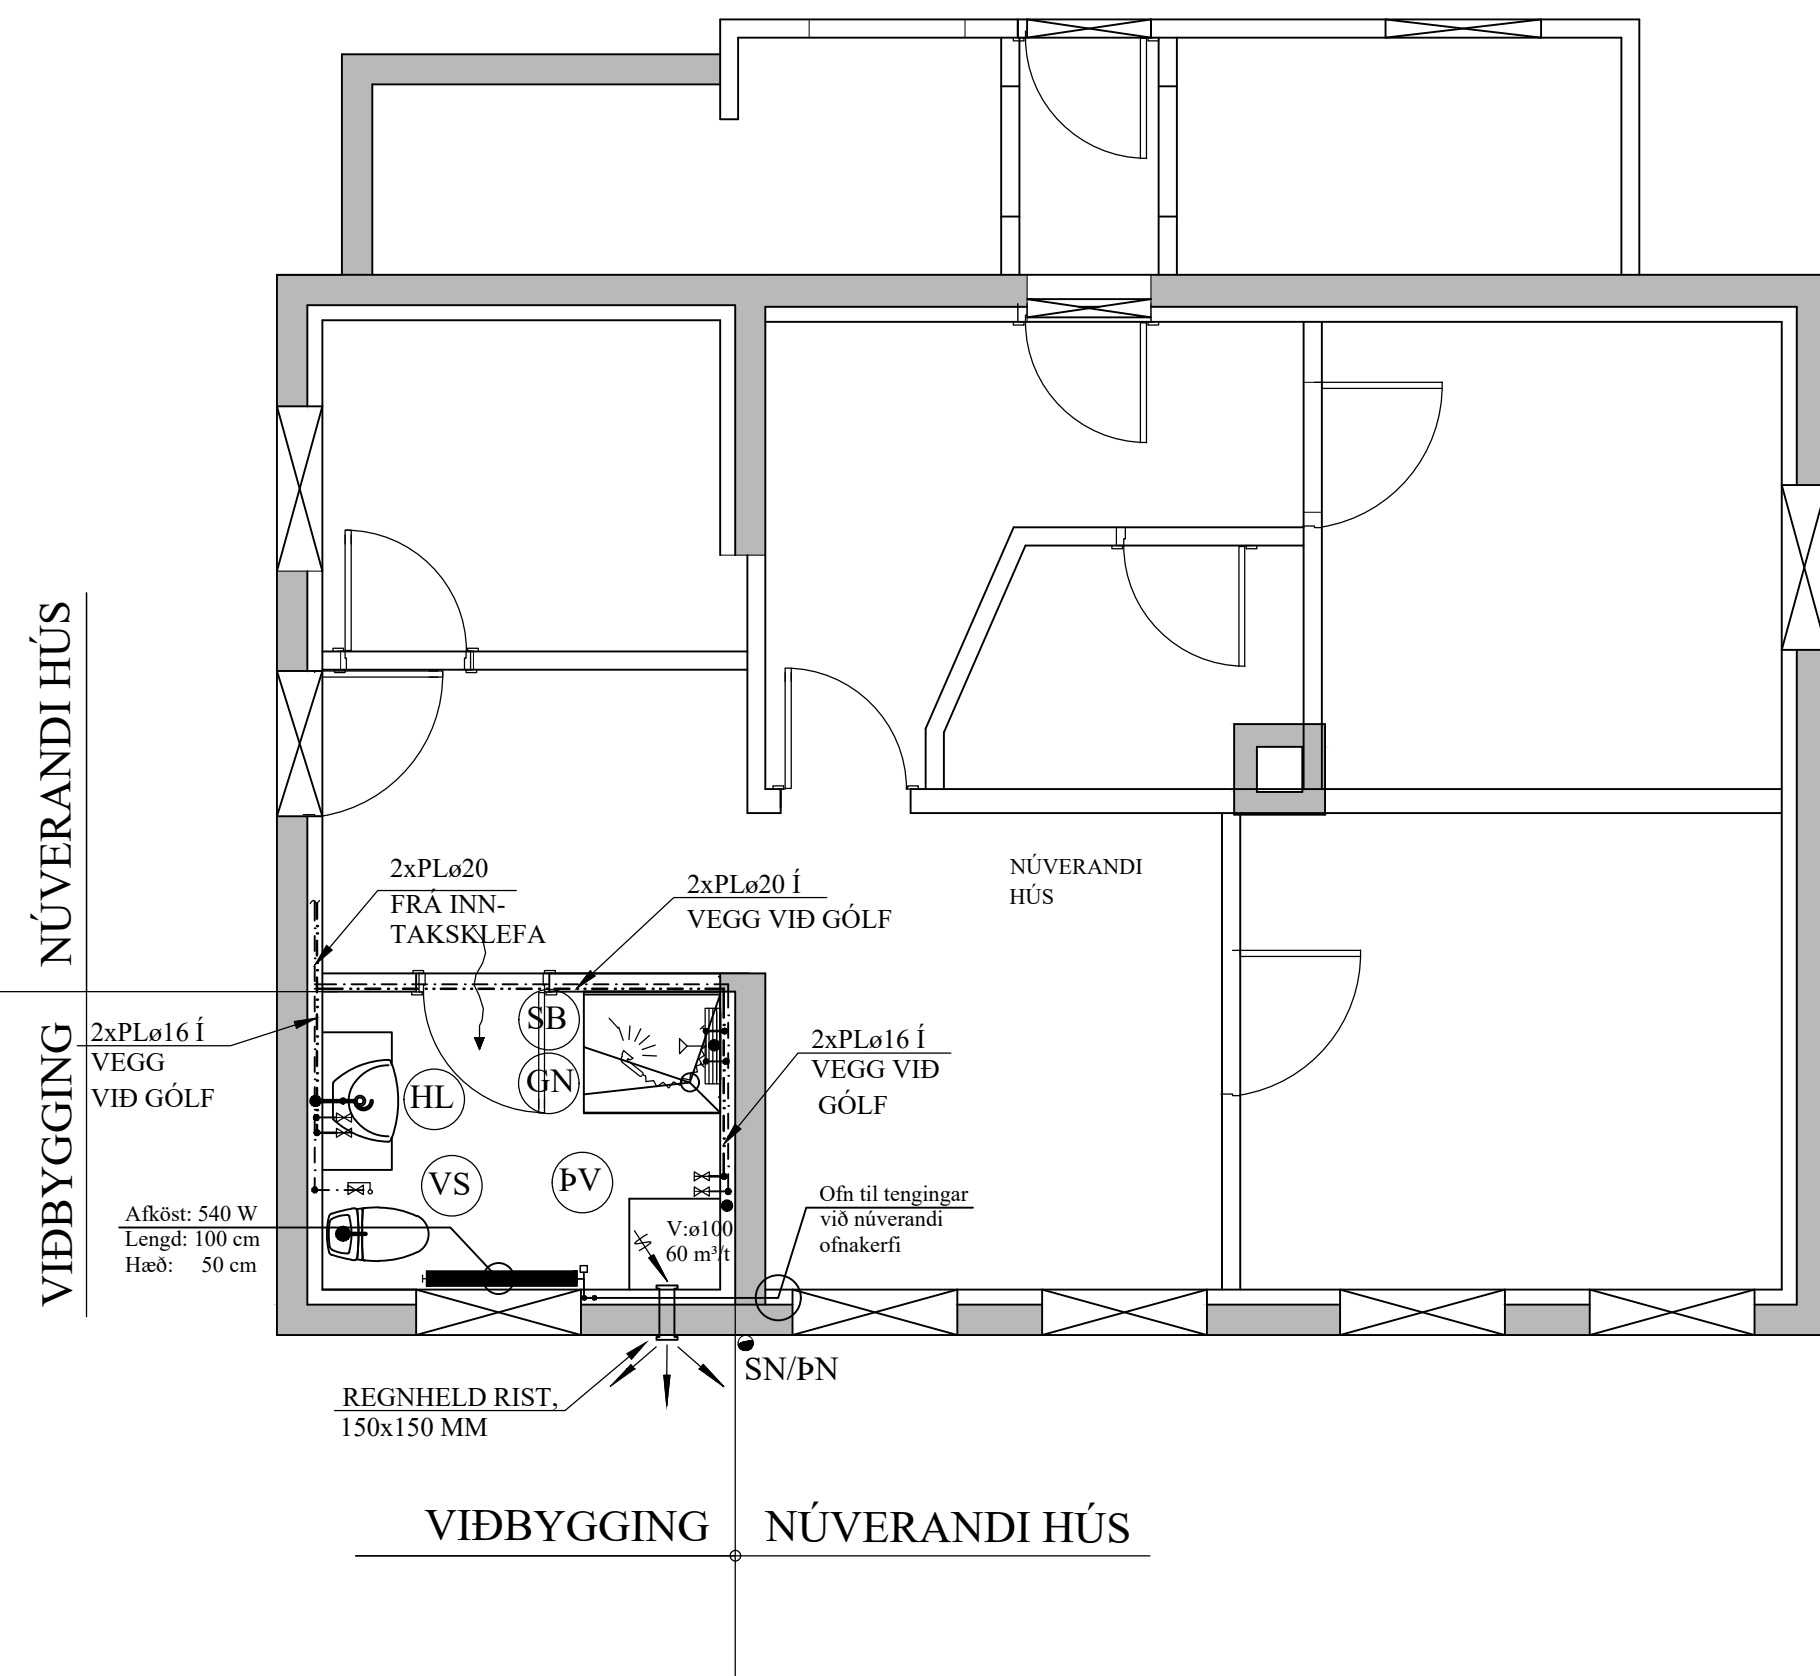 NÚVERANDI HÚS
VIÐBYGGING
2xPLø20
FRÁ INN-
TAKSKLEFA
2xPLø20 Í
VEGG VIÐ GÓLF
NÚVERANDI
HÚS
2xPLø16 Í
VEGG
VIÐ GÓLF
SB
GN
HL
VS
ÞV
2xPLø16 Í
VEGG VIÐ
GÓLF
Afköst: 540 W
Lengd: 100 cm
Hæð: 50 cm
V:ø100
60 m³/t
Ofn til tengingar
við núverandi
ofnakerfi
SN/ÞN
REGNHELD RIST,
150x150 MM
VIÐBYGGING
NÚVERANDI HÚS